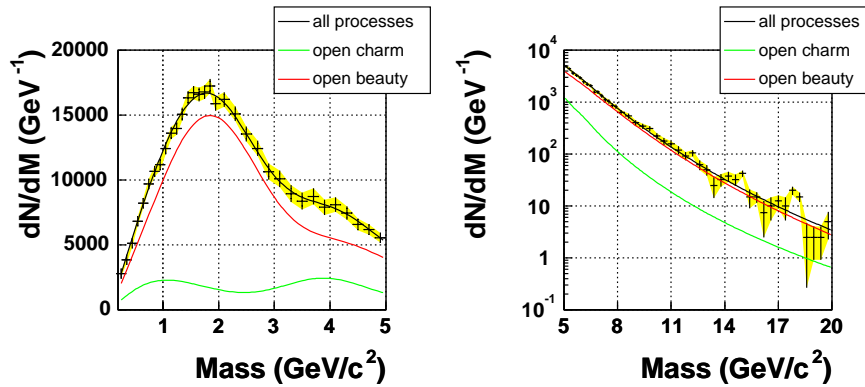 all processes
open charm
open beauty
dN/dM (GeV⁻¹)
20000
15000
10000
5000
0
1 2 3 4 5
Mass (GeV/c²)
all processes
open charm
open beauty
dN/dM (GeV⁻¹)
10⁴
10³
10²
10
1
10⁻¹
5 8 11 14 17 20
Mass (GeV/c²)